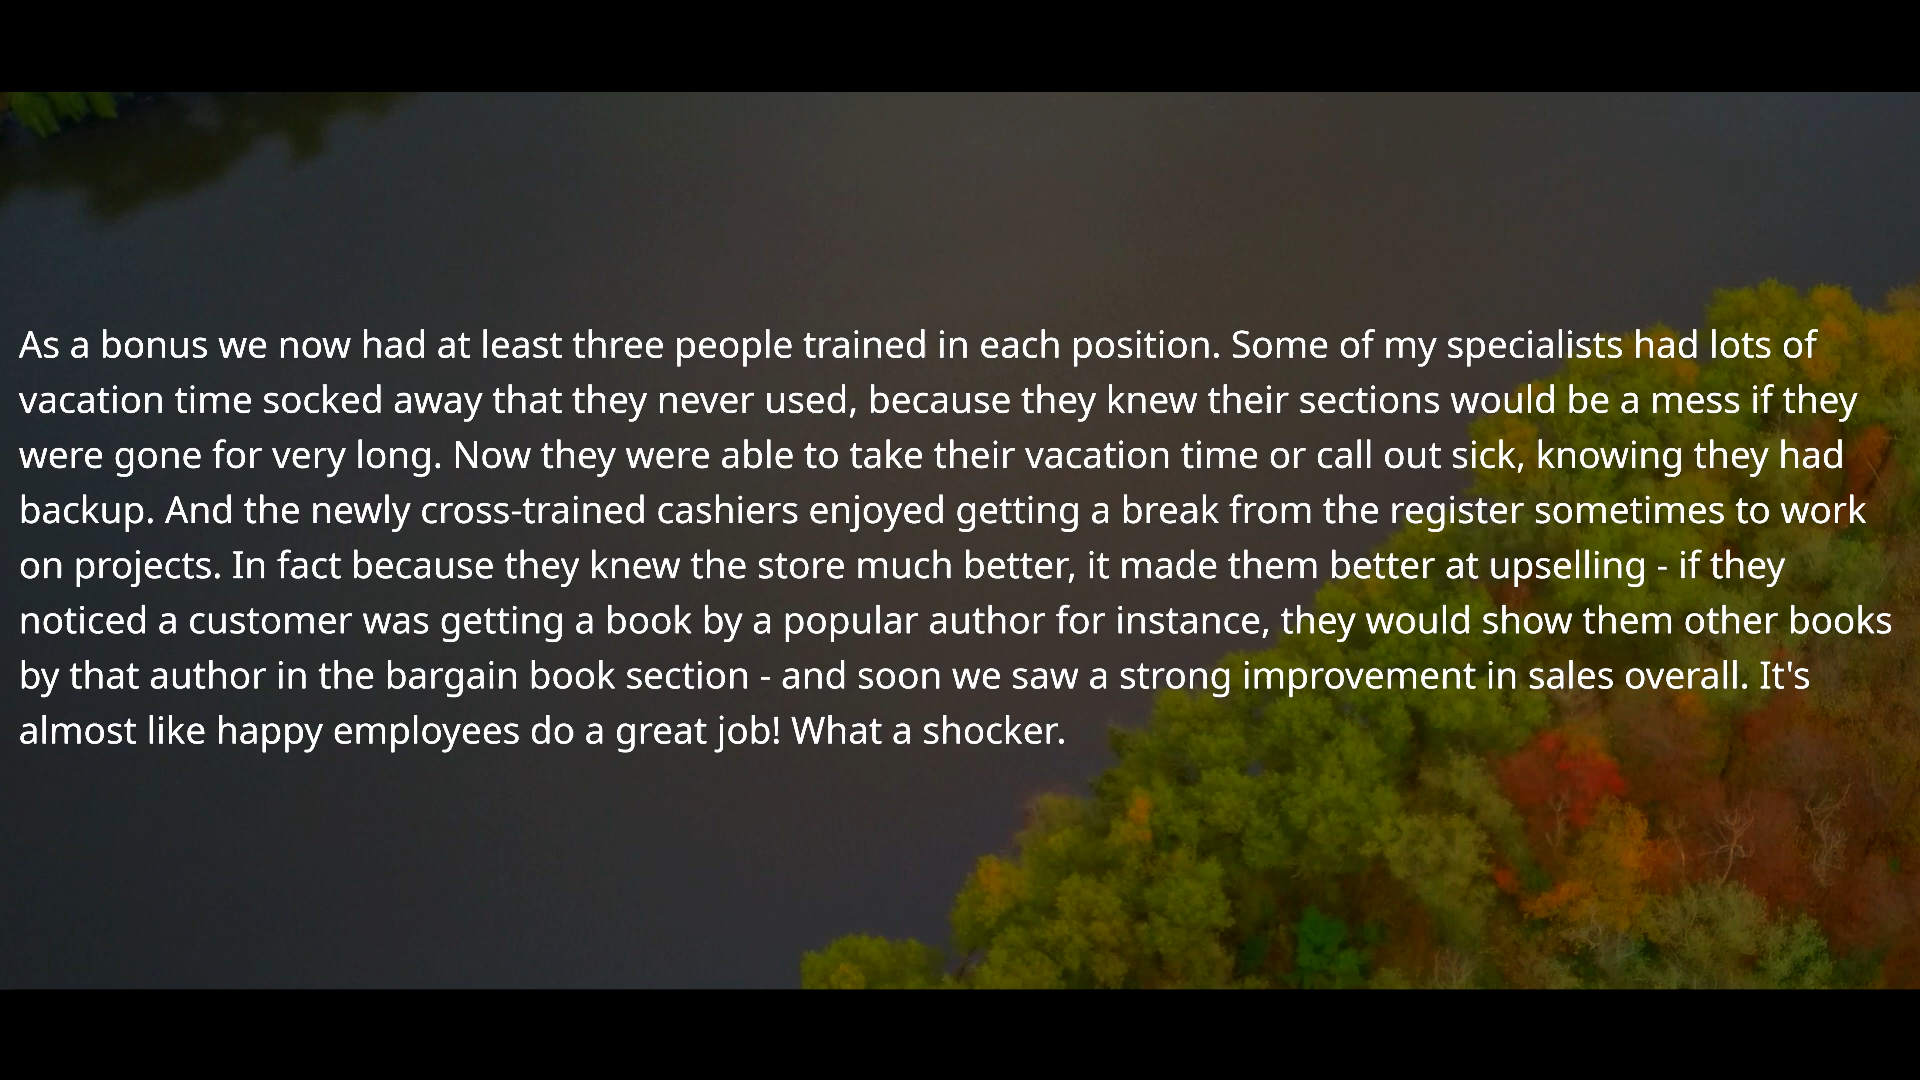 As a bonus we now had at least three people trained in each position. Some of my specialists had lots of
vacation time socked away that they never used, because they knew their sections would be a mess if they
were gone for very long. Now they were able to take their vacation time or call out sick, knowing they had
backup. And the newly cross-trained cashiers enjoyed getting a break from the register sometimes to work
on projects. In fact because they knew the store much better, it made them better at upselling - if they
noticed a customer was getting a book by a popular author for instance, they would show them other books
by that author in the bargain book section - and soon we saw a strong improvement in sales overall. It's
almost like happy employees do a great job! What a shocker.